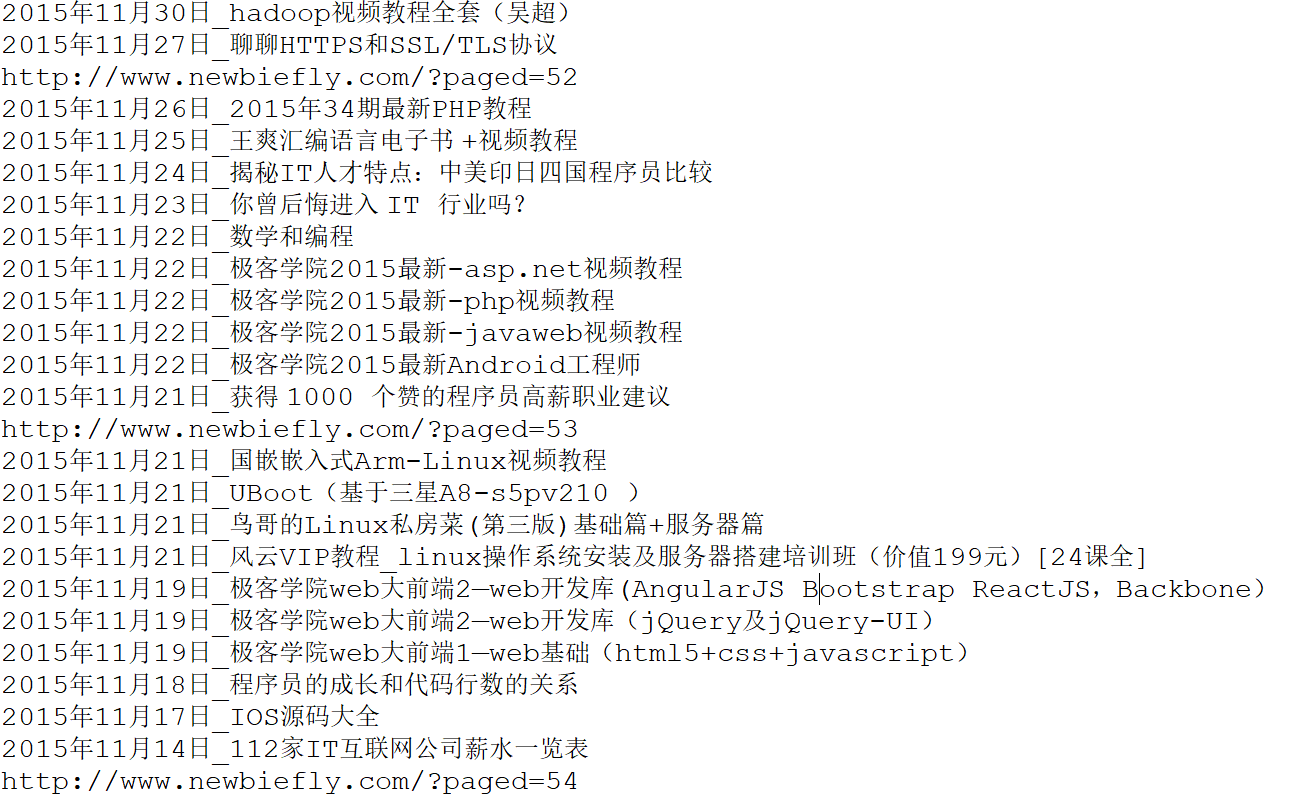 2015年11月30日_hadoop视频教程全套（吴超）
2015年11月27日_聊聊HTTPS和SSL/TLS协议
http://www.newbiefly.com/?paged=52
2015年11月26日_2015年34期最新PHP教程
2015年11月25日_王爽汇编语言电子书 +视频教程
2015年11月24日_揭秘IT人才特点：中美印日四国程序员比较
2015年11月23日_你曾后悔进入 IT 行业吗？
2015年11月22日_数学和编程
2015年11月22日_极客学院2015最新-asp.net视频教程
2015年11月22日_极客学院2015最新-php视频教程
2015年11月22日_极客学院2015最新-javaweb视频教程
2015年11月22日_极客学院2015最新Android工程师
2015年11月21日_获得 1000 个赞的程序员高薪职业建议
http://www.newbiefly.com/?paged=53
2015年11月21日_国嵌嵌入式Arm-Linux视频教程
2015年11月21日_UBoot（基于三星A8-s5pv210 ）
2015年11月21日_鸟哥的Linux私房菜(第三版)基础篇+服务器篇
2015年11月21日_风云VIP教程_linux操作系统安装及服务器搭建培训班（价值199元）[24课全]
2015年11月19日_极客学院web大前端2—web开发库(AngularJS Bootstrap ReactJS，Backbone）
2015年11月19日_极客学院web大前端2—web开发库（jQuery及jQuery-UI）
2015年11月19日_极客学院web大前端1—web基础（html5+css+javascript）
2015年11月18日_程序员的成长和代码行数的关系
2015年11月17日_IOS源码大全
2015年11月14日_112家IT互联网公司薪水一览表
http://www.newbiefly.com/?paged=54